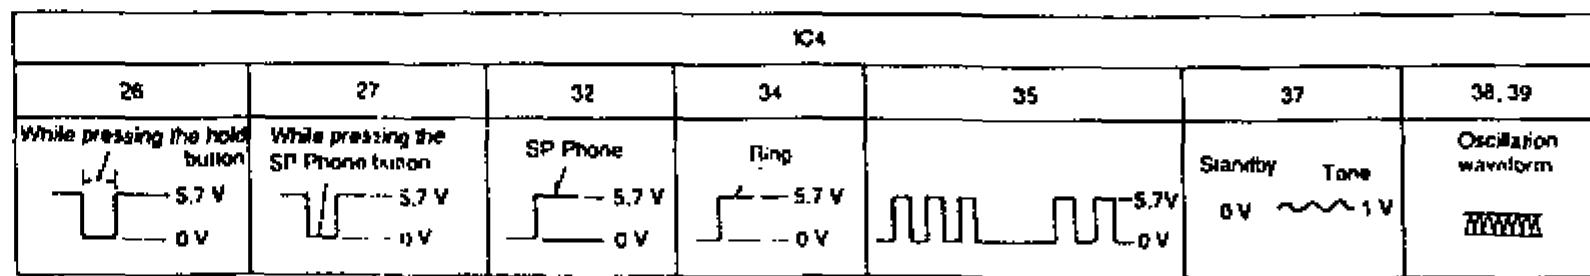 IC4
26 27 32 34 35 37 38, 39
While pressing the hold button
5.7 V
0 V
While pressing the
SP Phone button
5.7 V
0 V
SP Phone
5.7 V
0 V
Ring
5.7 V
0 V
5.7V
0 V
Standby Tone
0 V 1 V
Oscillation
waveform